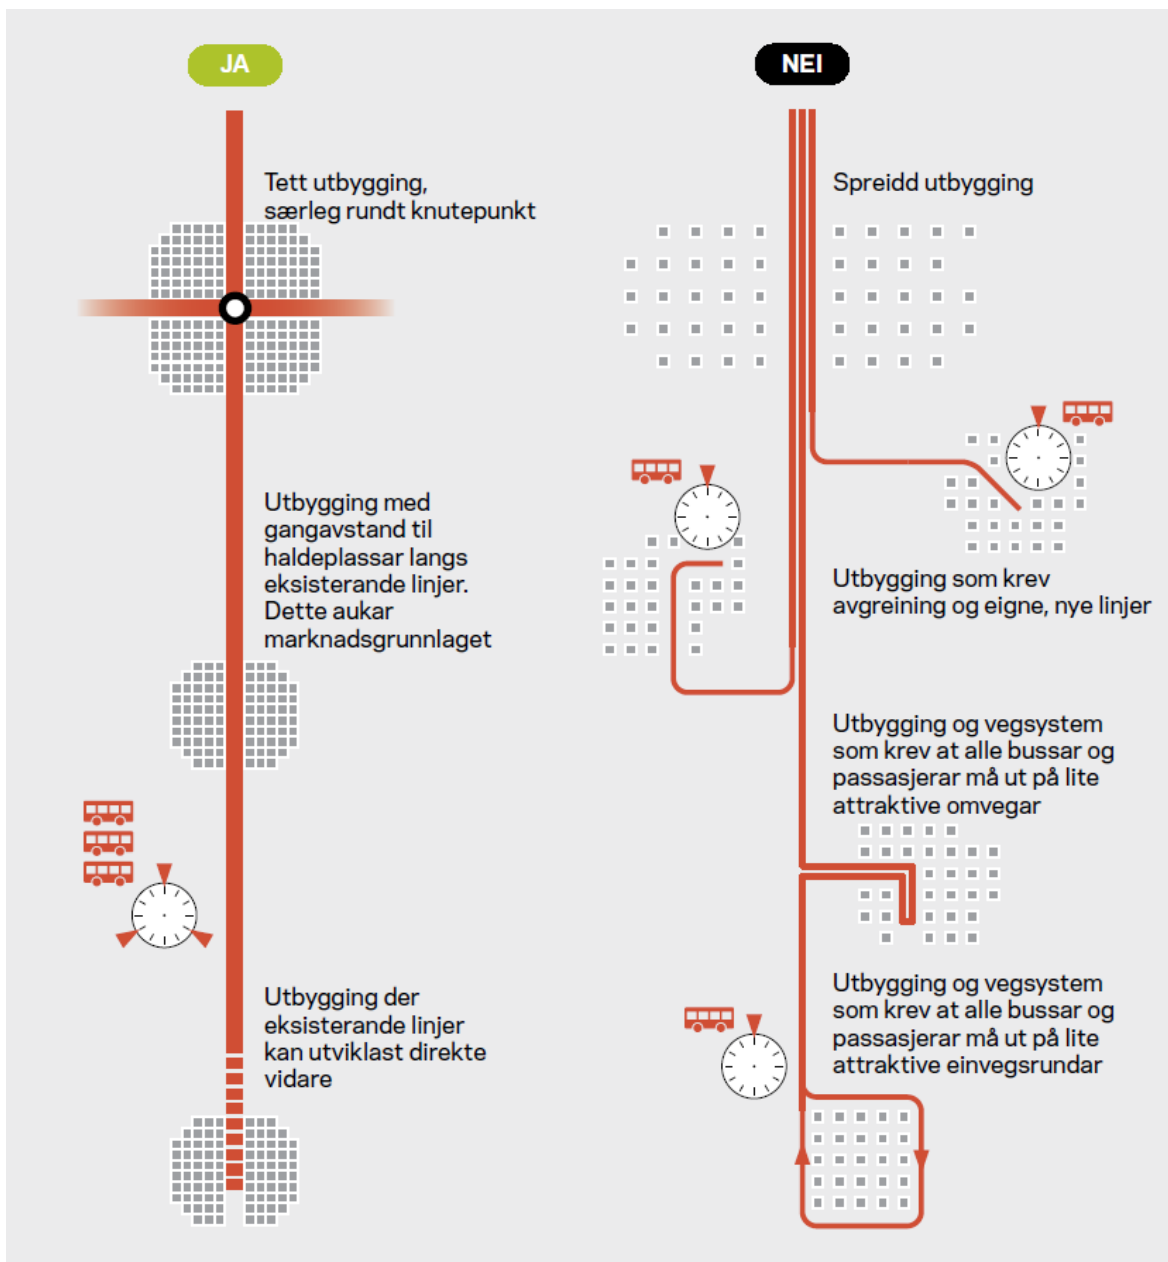 JA
Tett utbygging,
særleg rundt knutepunkt
Utbygging med
gangavstand til
haldeplassar langs
eksisterande linjer.
Dette aukar
marknadsgrunnlaget
Utbygging der
eksisterande linjer
kan utviklast direkte
vidare
NEI
Spreidd utbygging
Utbygging som krev
avgreining og eigne, nye linjer
Utbygging og vegsystem
som krev at alle bussar og
passasjerar må ut på lite
attraktive omvegar
Utbygging og vegsystem
som krev at alle bussar og
passasjerar må ut på lite
attraktive einvegsrundar